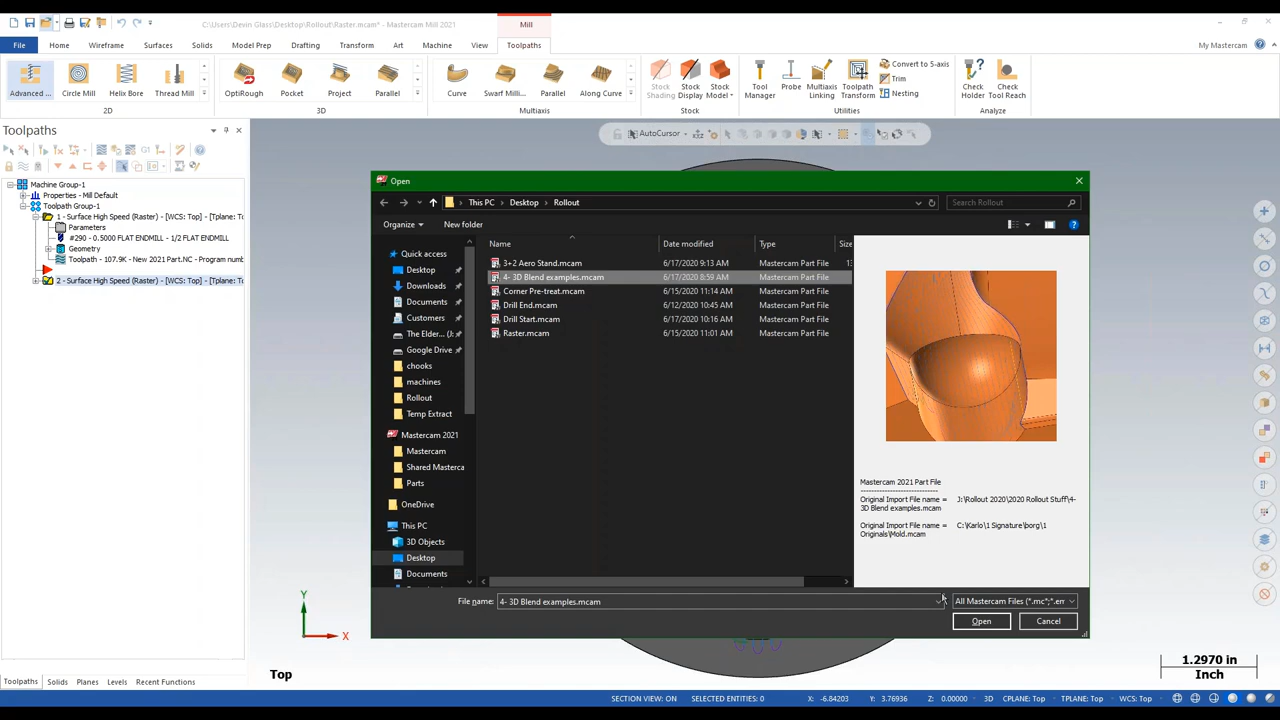 C:\Users\Devin Glass\Desktop\Rollout\Raster.mcam* - Mastercam Mill 2021
Mill
File Home Wireframe Surfaces Solids Model Prep Drafting Transform Art Machine View Toolpaths My Mastercam
Advanced ... Circle Mill Helix Bore Thread Mill OptiRough Pocket Project Parallel Curve Swarf Milli... Parallel Along Curve Stock Shading Stock Display Stock Model Tool Manager Probe Multiaxis Linking Toolpath Transform Convert to 5-axis Trim Nesting Check Holder Check Tool Reach
2D 3D Multiaxis Stock Utilities Analyze
Toolpaths
AutoCursor
Machine Group-1
Properties - Mill Default
Toolpath Group-1
1 - Surface High Speed (Raster) - [WCS: Top] - [Tplane: To
Parameters
#290 - 0.5000 FLAT ENDMILL - 1/2 FLAT ENDMILL
Geometry
Toolpath - 107.9K - New 2021 Part.NC - Program numb
2 - Surface High Speed (Raster) - [WCS: Top] - [Tplane: To
Open
This PC Desktop Rollout
Search Rollout
Organize New folder
Name Date modified Type Size
3+2 Aero Stand.mcam 6/17/2020 9:13 AM Mastercam Part File 13
4- 3D Blend examples.mcam 6/17/2020 8:59 AM Mastercam Part File
Corner Pre-treat.mcam 6/15/2020 11:14 AM Mastercam Part File
Drill End.mcam 6/12/2020 10:45 AM Mastercam Part File
Drill Start.mcam 6/17/2020 10:16 AM Mastercam Part File
Raster.mcam 6/15/2020 11:01 AM Mastercam Part File
Quick access
Desktop
Downloads
Documents
Customers
The Elder... (J:
Google Drive
chooks
machines
Rollout
Temp Extract
Mastercam 2021
Mastercam
Shared Masterca
Parts
OneDrive
This PC
3D Objects
Desktop
Documents
Mastercam 2021 Part File
Original Import File name = J:\Rollout 2020\2020 Rollout Stuff\4-
3D Blend examples.mcam
Original Import File name = C:\Karlo\1 Signature\borg\1
Originals\Mold.mcam
File name: 4- 3D Blend examples.mcam All Mastercam Files (*.mc*;*.em
Open Cancel
Y
X
Top
1.2970 in
Inch
Toolpaths Solids Planes Levels Recent Functions
SECTION VIEW: ON SELECTED ENTITIES: 0 X: -6.84203 Y: 3.76936 Z: 0.00000 3D CPLANE: Top TPLANE: Top WCS: Top